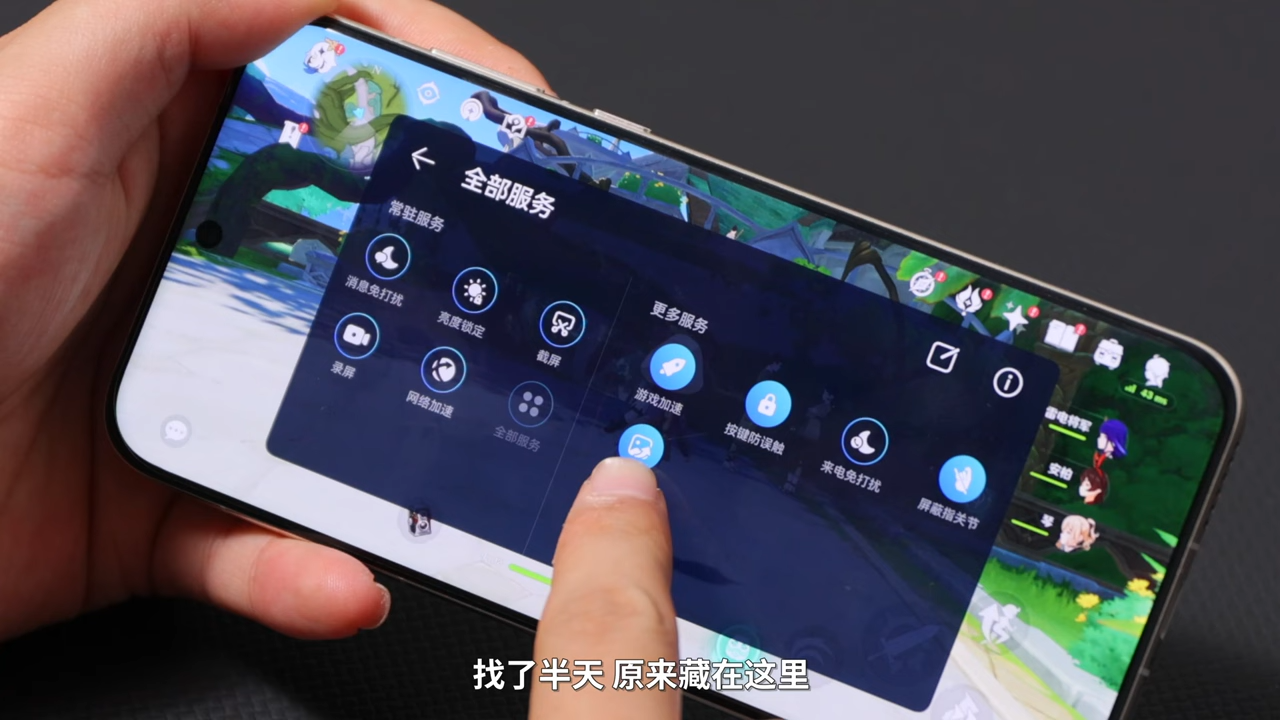 全部服务
常驻服务
消息免打扰
亮度锁定
截屏
录屏
网络加速
全部服务
更多服务
游戏加速
按键防误触
来电免打扰
屏蔽指关节
43 ms
雷电将军
安柏
琴
找了半天 原来藏在这里